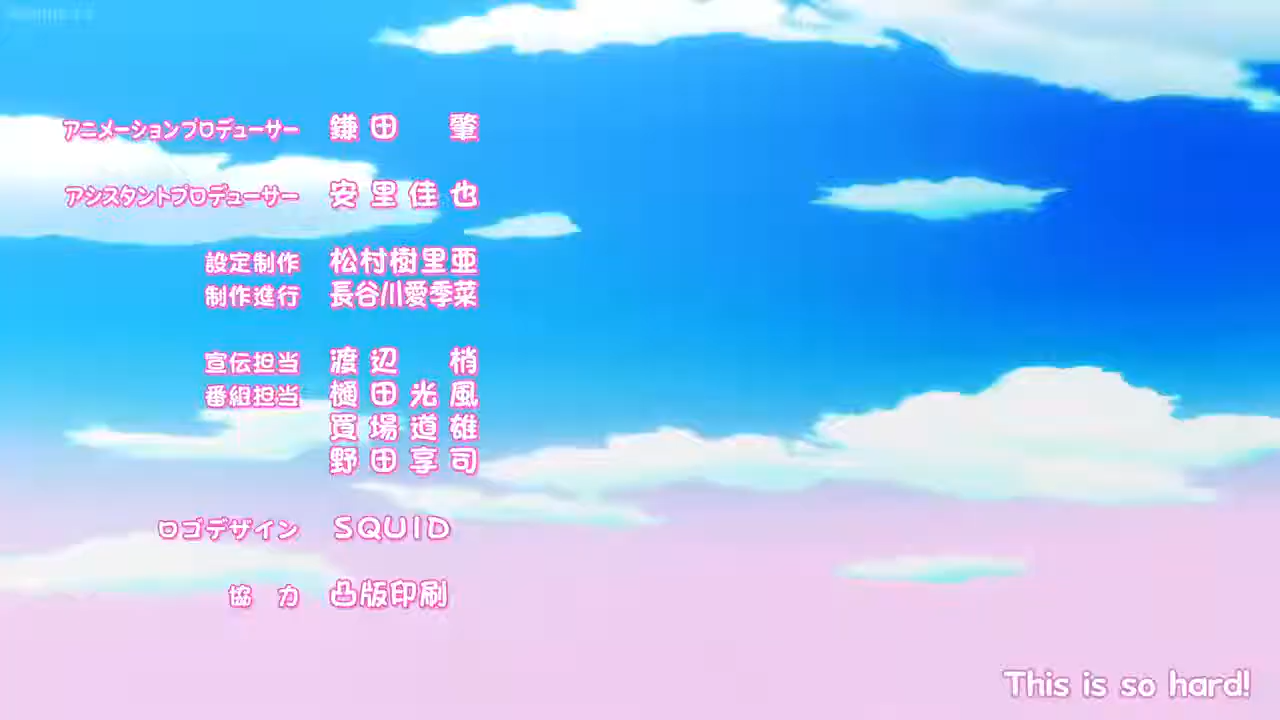 アニメーションプロデューサー 鎌田 肇
アシスタントプロデューサー 安里佳也
設定制作 松村樹里亜
制作進行 長谷川愛季菜
宣伝担当 渡辺 梢
番組担当 樋田光風
買場道雄
野田享司
ロゴデザイン SQUID
協 力 凸版印刷
This is so hard!